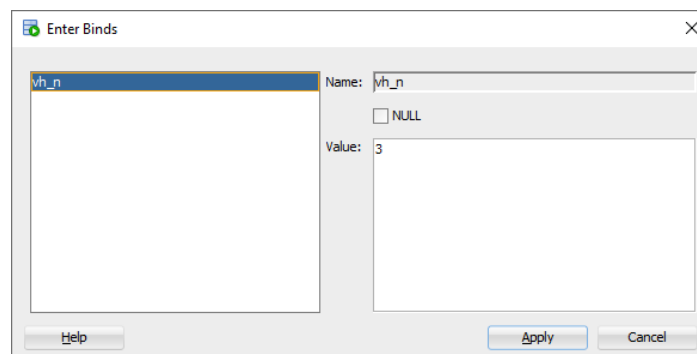 Enter Binds
vh_n
Name: vh_n
NULL
Value: 3
Help
Apply
Cancel